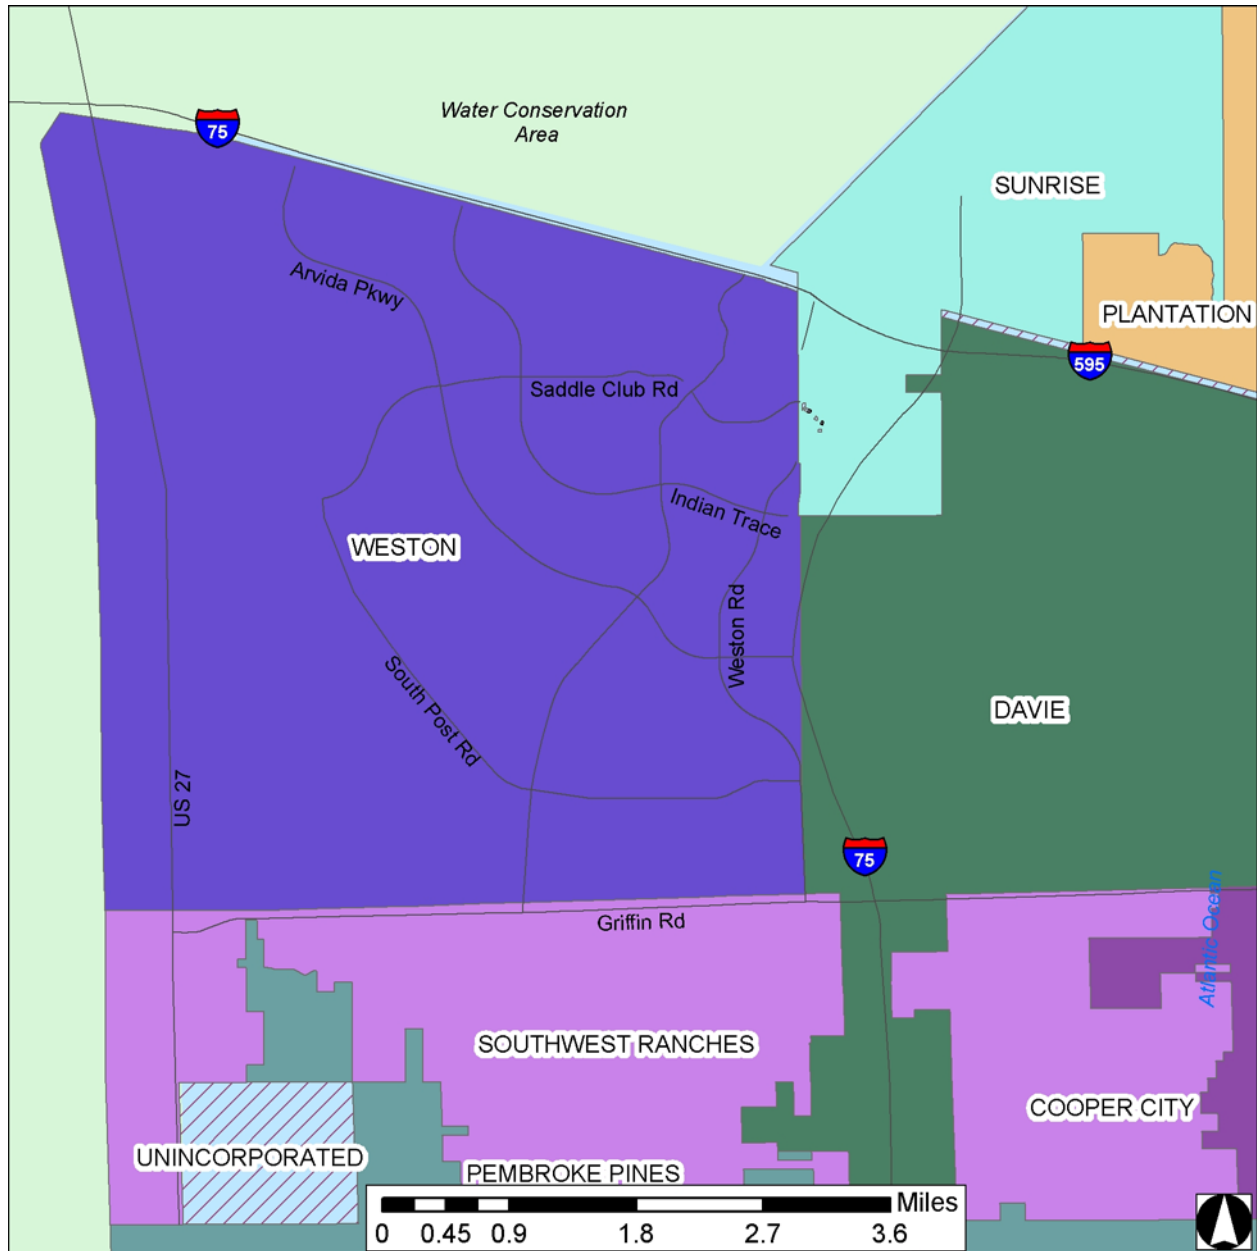 Water Conservation
Area
75
SUNRISE
Arvida Pkwy
PLANTATION
595
Saddle Club Rd
Indian Trace
WESTON
Weston Rd
South Post Rd
DAVIE
US 27
75
Atlantic Ocean
Griffin Rd
SOUTHWEST RANCHES
COOPER CITY
UNINCORPORATED
PEMBROKE PINES
Miles
0 0.45 0.9 1.8 2.7 3.6